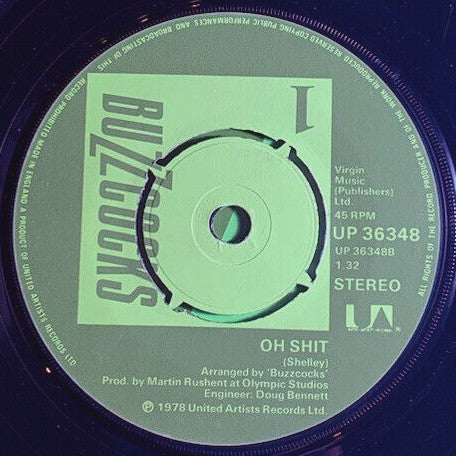 RECORD PROHIBITED MADE IN ENGLAND A PRODUCT OF UNITED ARTISTS RECORDS LTD
ALL RIGHTS OF THE RECORD PRODUCER AND OF THE WORK REPRODUCED RESERVED COPYING PUBLIC PERFORMANCES AND BROADCASTING OF THIS
BUZZCOCKS
1
Virgin
Music
(Publishers)
Ltd.
45 RPM
UP 36348
UP 36348B
1.32
STEREO
UA
OH SHIT
(Shelley)
Arranged by 'Buzzcocks'
Prod. by Martin Rushent at Olympic Studios
Engineer: Doug Bennett
℗ 1978 United Artists Records Ltd.